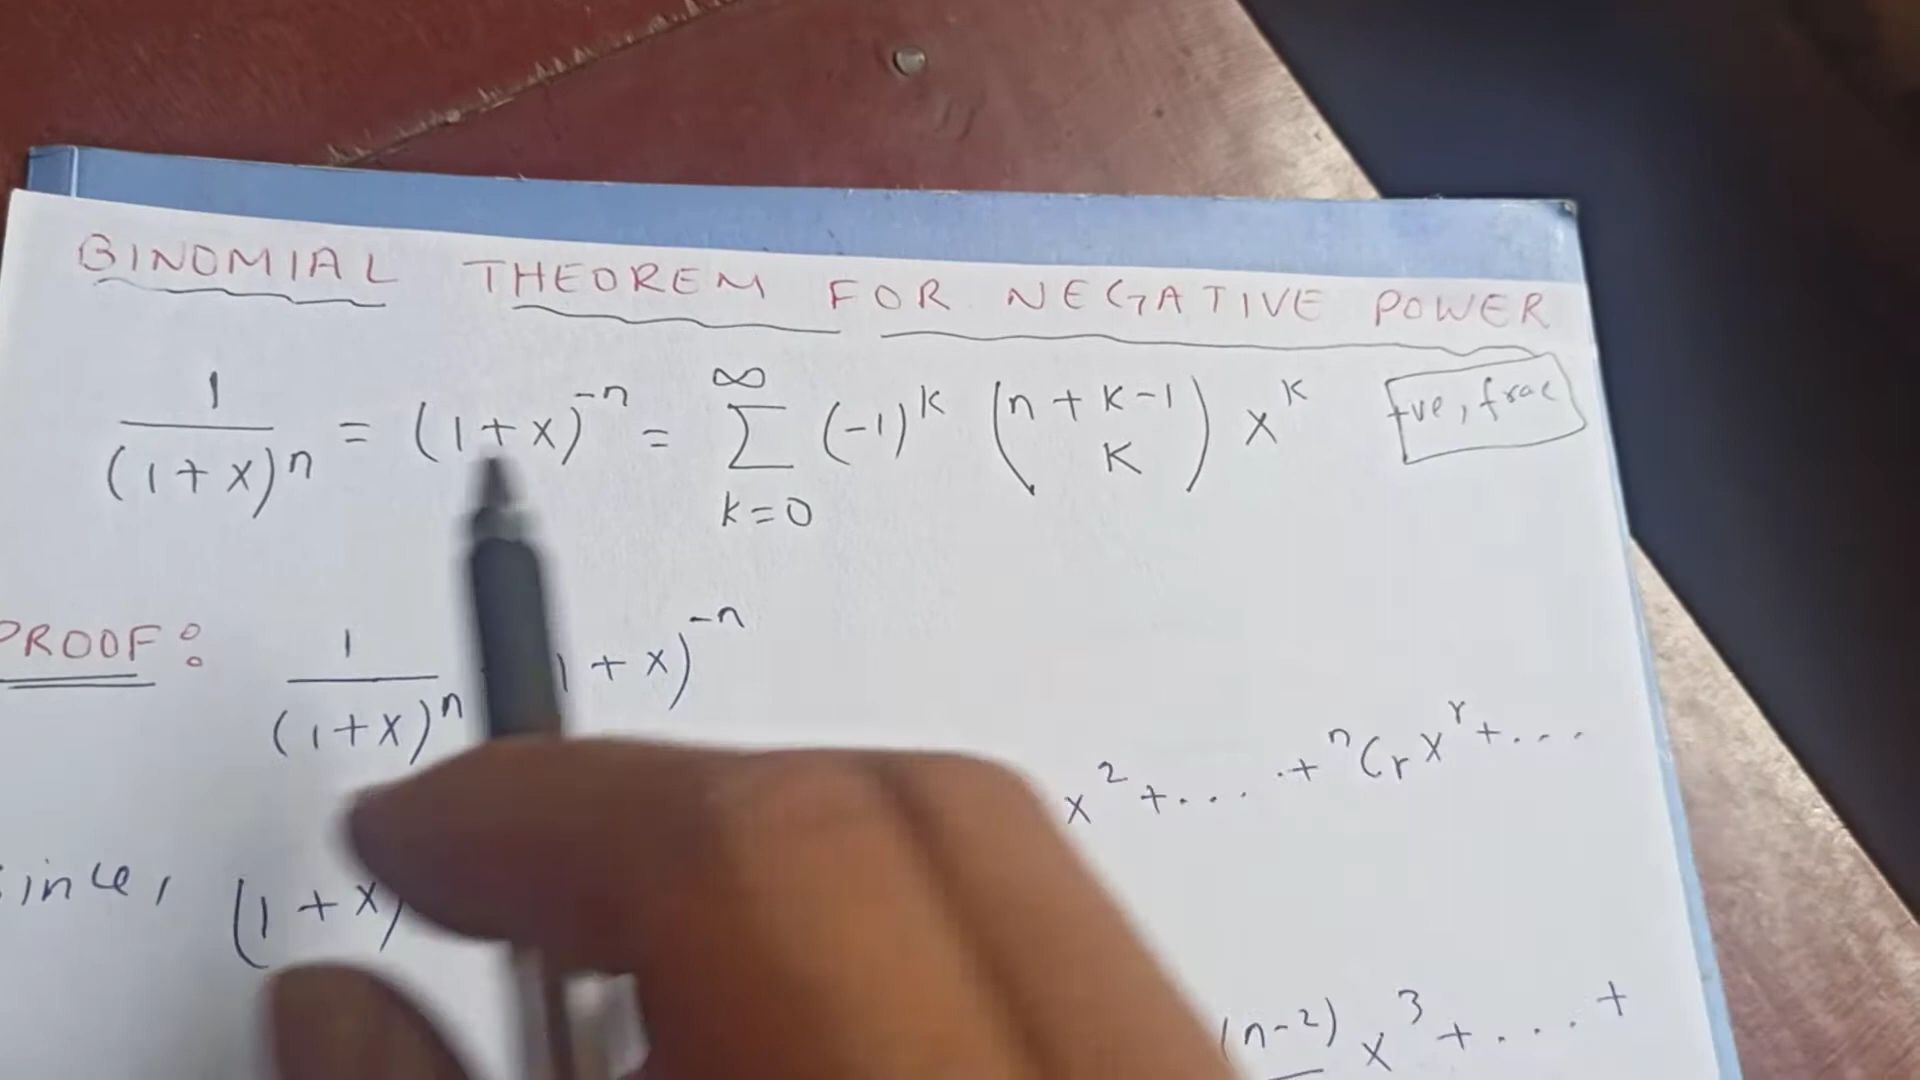 BINOMIAL THEOREM FOR NEGATIVE POWER
1/(1+x)^n = (1+x)^-n = ∑_{k=0}^{∞} (-1)^k (n+k-1 K) x^k +ve, frac
PROOF: 1/(1+x)^n 1+x)^-n
x^2 +.... .+ ^nC_r x^r +...
ince, (1+x)
(n-2) x^3 + .... +